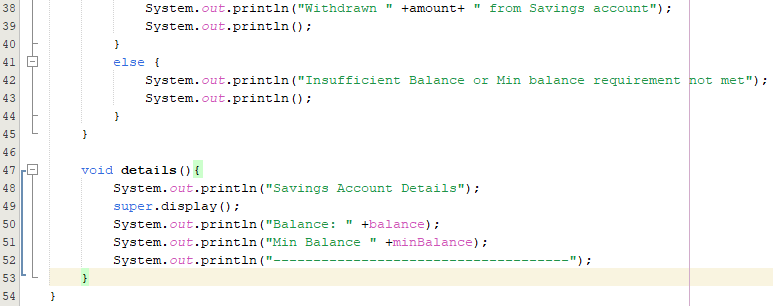 38 System.out.println("Withdrawn " +amount+ " from Savings account");
39 System.out.println();
40 }
41 else {
42 System.out.println("Insufficient Balance or Min balance requirement not met");
43 System.out.println();
44 }
45 }
46
47 void details(){
48 System.out.println("Savings Account Details");
49 super.display();
50 System.out.println("Balance: " +balance);
51 System.out.println("Min Balance " +minBalance);
52 System.out.println("-------------------------------------");
53 }
54 }